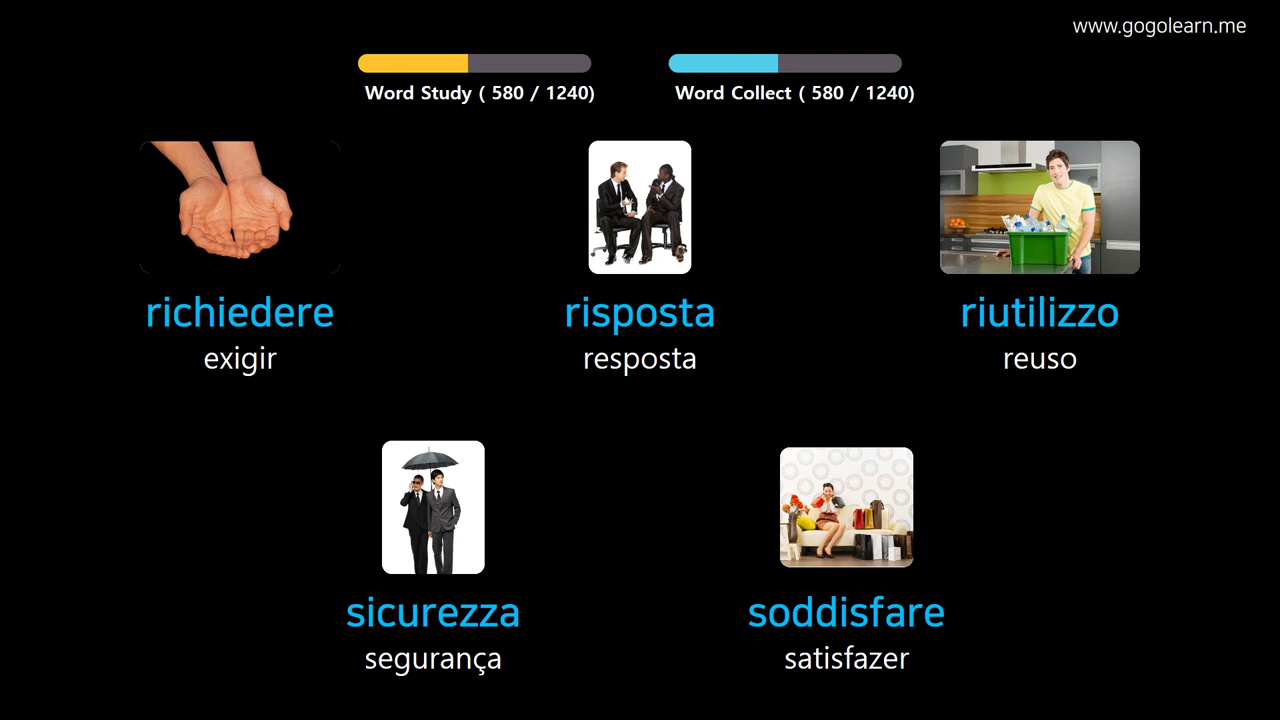 www.gogolearn.me
Word Study ( 580 / 1240)
Word Collect ( 580 / 1240)
richiedere
exigir
risposta
resposta
riutilizzo
reuso
sicurezza
segurança
soddisfare
satisfazer